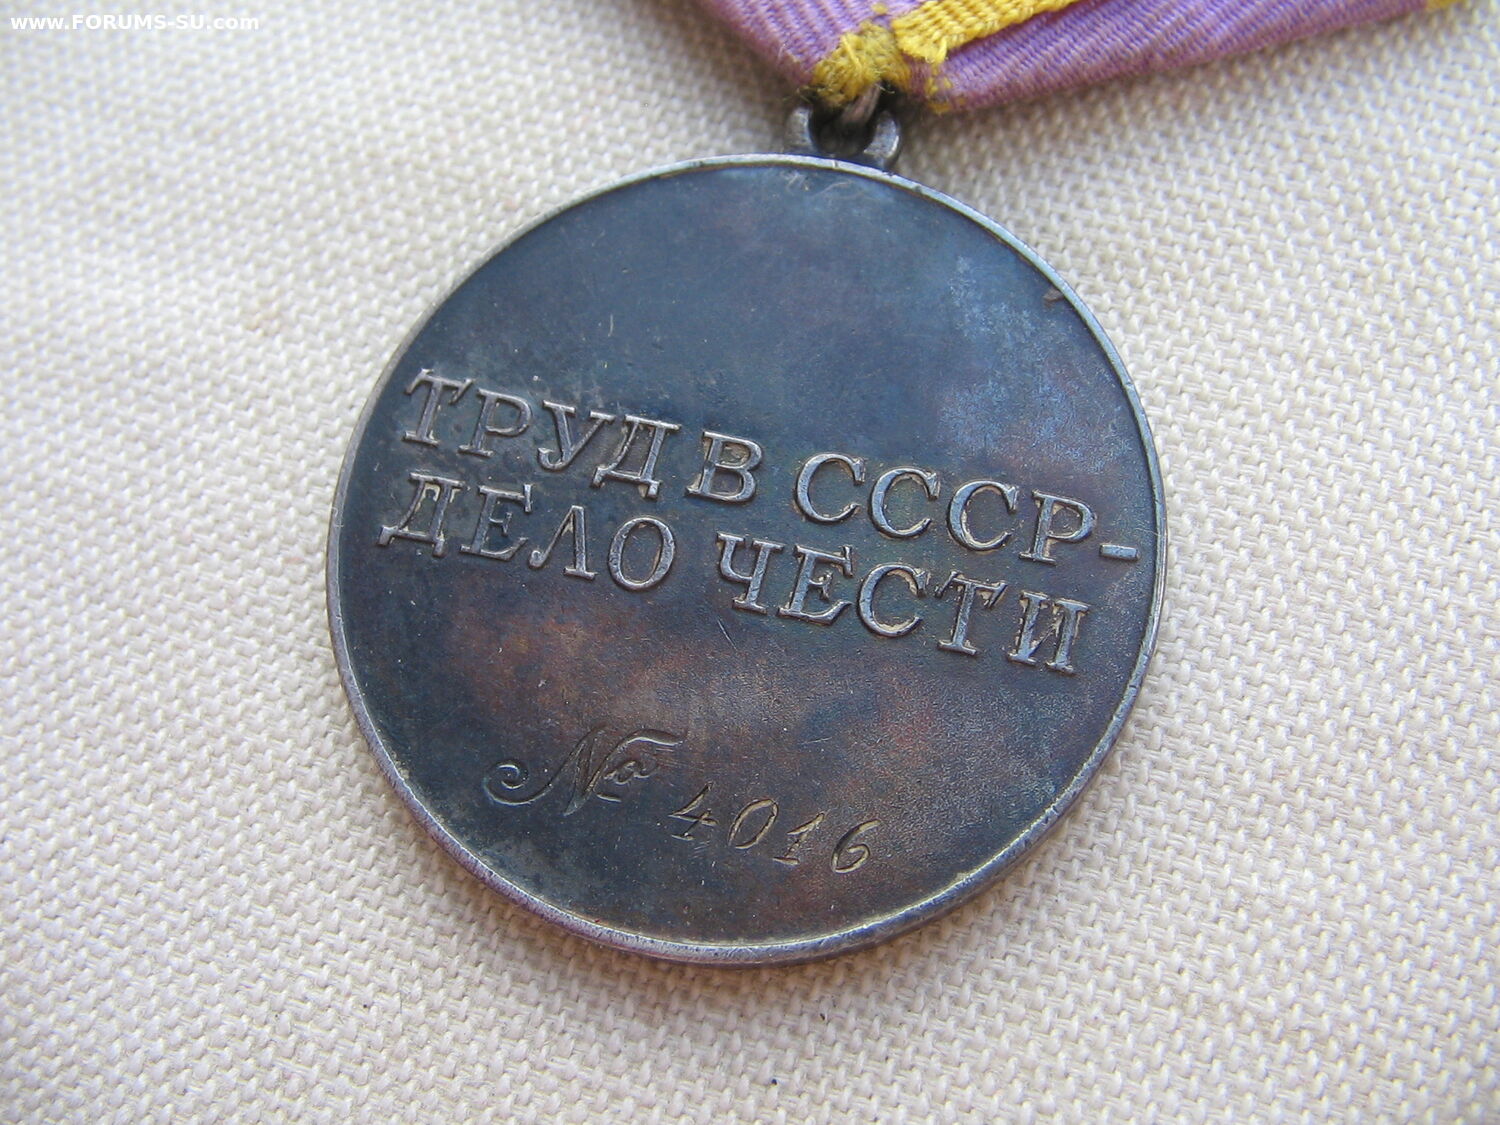 www.FORUMS-SU.com
ТРУД В СССР-
ДЕЛО ЧЕСТИ
№ 4016